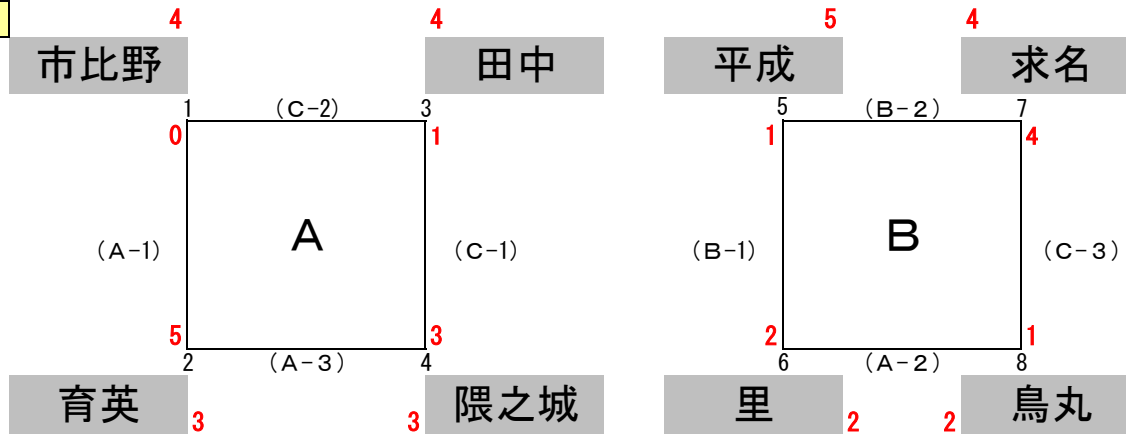 4 4 5 4
市比野 田中 平成 求名
1 (C-2) 3 5 (B-2) 7
0 1 1 4
A B
(A-1) (C-1) (B-1) (C-3)
5 3 2 1
2 (A-3) 4 6 (A-2) 8
育英 隈之城 里 鳥丸
3 3 2 2